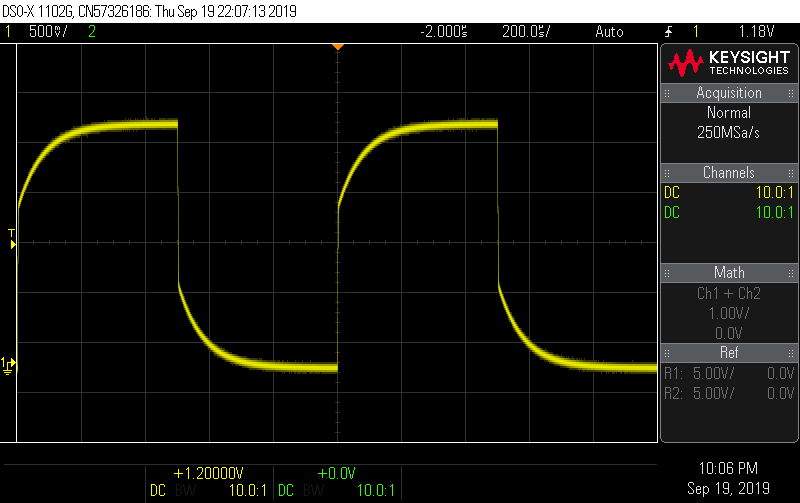 DSO-X 1102G, CN57326186: Thu Sep 19 22:07:13 2019
1 500mV/ 2 -2.000s 200.0s/ Auto 1 1.18V
KEYSIGHT
TECHNOLOGIES
Acquisition
Normal
250MSa/s
Channels
DC 10.0:1
DC 10.0:1
T
Math
Ch1 + Ch2
1.00V/
0.0V
Ref
1
R1: 5.00V/ 0.0V
R2: 5.00V/ 0.0V
+1.20000V +0.0V
DC BW 10.0:1 DC BW 10.0:1
10:06 PM
Sep 19, 2019